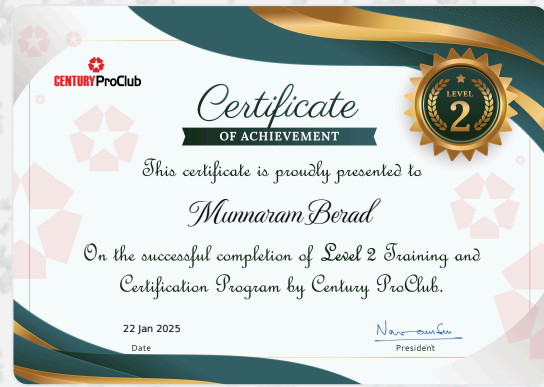 CENTURY ProClub
LEVEL
2
Certificate
OF ACHIEVEMENT
This certificate is proudly presented to
Munnaram Berad
On the successful completion of Level 2 Training and
Certification Program by Century ProClub.
22 Jan 2025
Date
President